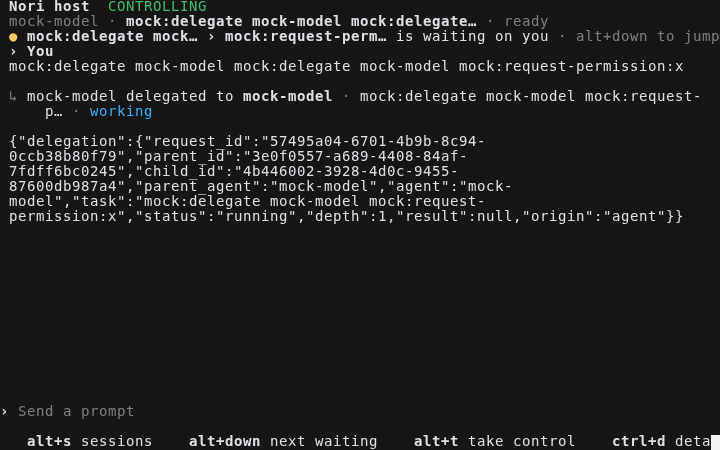 Nori host  CONTROLLING
mock-model · mock:delegate mock-model mock:delegate… · ready
● mock:delegate mock… › mock:request-perm… is waiting on you · alt+down to jump
› You
mock:delegate mock-model mock:delegate mock-model mock:request-permission:x
↳ mock-model delegated to mock-model · mock:delegate mock-model mock:request-
p… · working
{"delegation":{"request_id":"57495a04-6701-4b9b-8c94-
0ccb38b80f79","parent_id":"3e0f0557-a689-4408-84af-
7fdff6bc0245","child_id":"4b446002-3928-4d0c-9455-
87600db987a4","parent_agent":"mock-model","agent":"mock-
model","task":"mock:delegate mock-model mock:request-
permission:x","status":"running","depth":1,"result":null,"origin":"agent"}}
› Send a prompt
alt+s sessions    alt+down next waiting    alt+t take control    ctrl+d deta